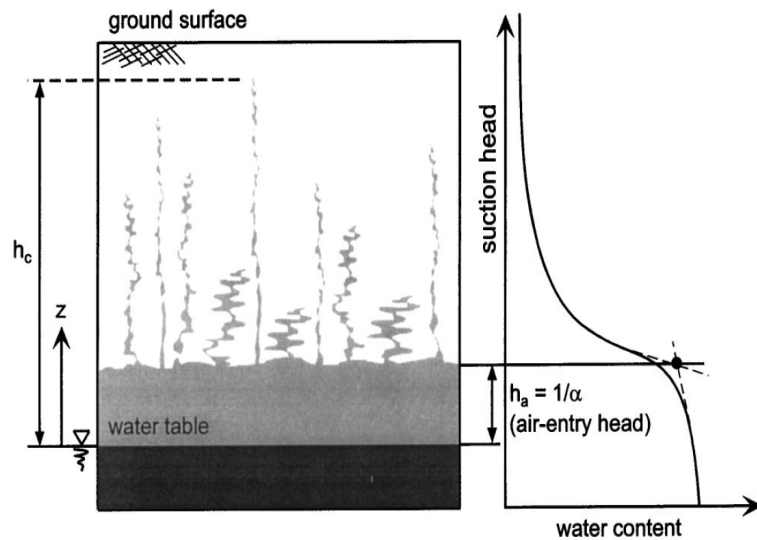 ground surface
h_c
z
water table
suction head
h_a = 1/α
(air-entry head)
water content